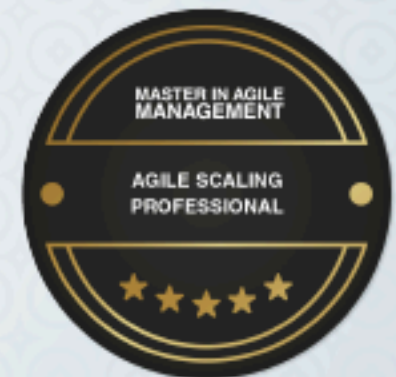 MASTER IN AGILE
MANAGEMENT
AGILE SCALING
PROFESSIONAL